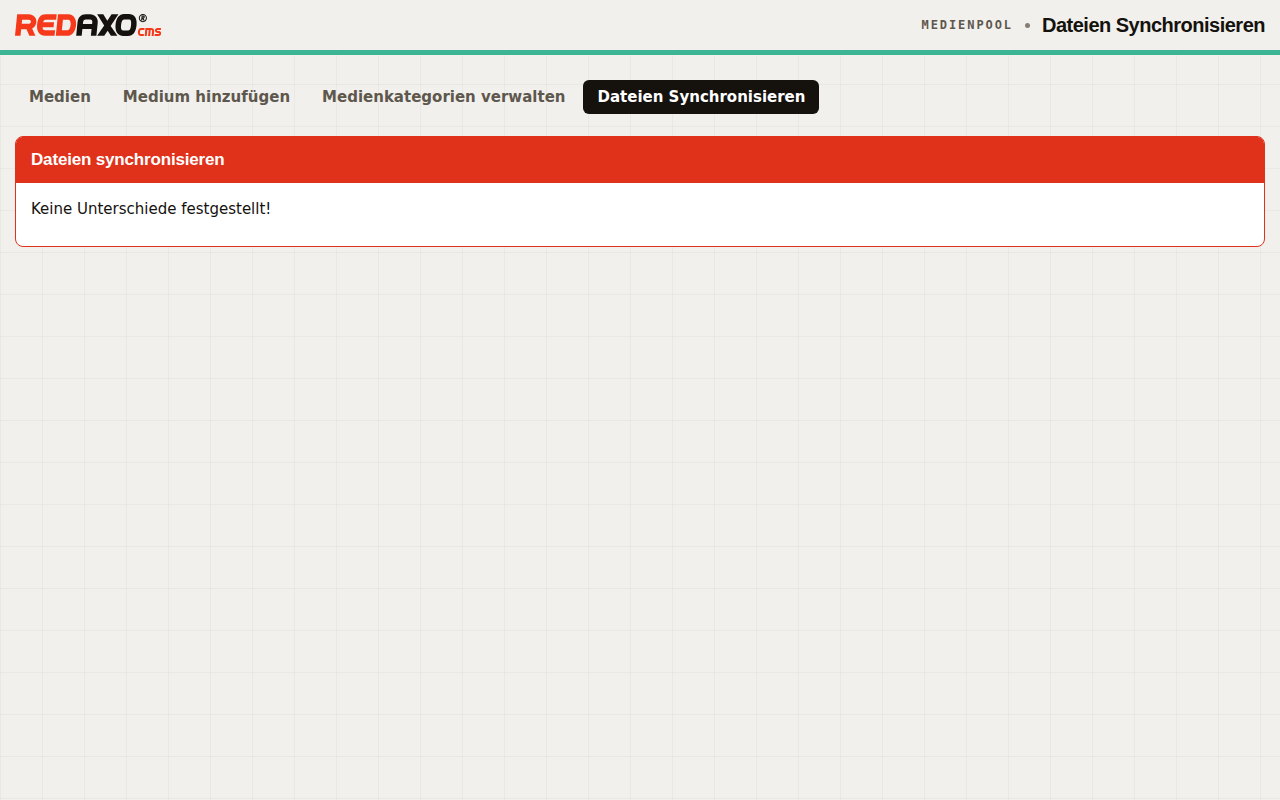 REDAXO® cms
MEDIENPOOL • Dateien Synchronisieren
Medien Medium hinzufügen Medienkategorien verwalten Dateien Synchronisieren
Dateien synchronisieren
Keine Unterschiede festgestellt!